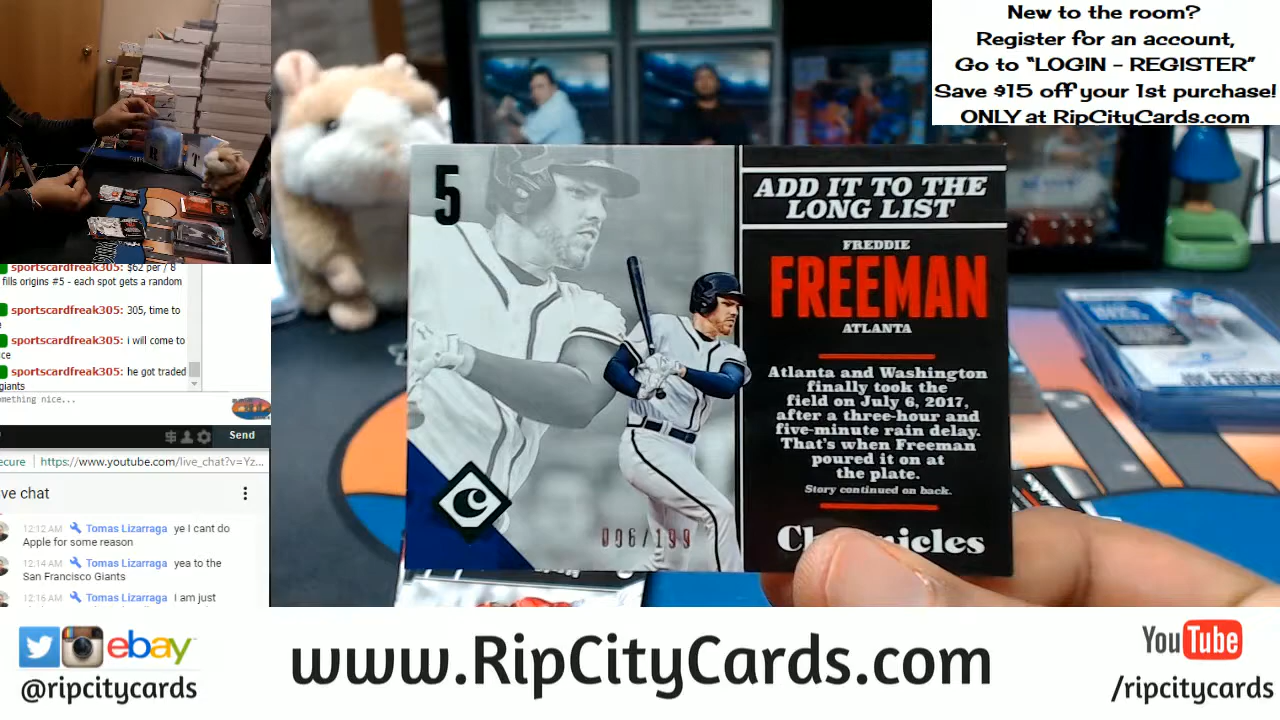 New to the room?
Register for an account,
Go to “LOGIN - REGISTER”
Save $15 off your 1st purchase!
ONLY at RipCityCards.com
5
ADD IT TO THE
LONG LIST
FREDDIE
FREEMAN
ATLANTA
Atlanta and Washington
finally took the
field on July 6, 2017,
after a three-hour and
five-minute rain delay.
That's when Freeman
poured it on at
the plate.
Story continued on back.
006/199
sportscardfreak305: $62 per / 8
fills origins #5 - each spot gets a random
sportscardfreak305: 305, time to
sportscardfreak305: i will come to
sportscardfreak305: he got traded
giants
omething nice...
Send
ecure https://www.youtube.com/live_chat?v=Yz...
ve chat
12:12 AM Tomas Lizarraga ye I cant do
Apple for some reason
12:14 AM Tomas Lizarraga yea to the
San Francisco Giants
12:16 AM Tomas Lizarraga I am just
ebay
@ripcitycards
www.RipCityCards.com
YouTube
/ripcitycards